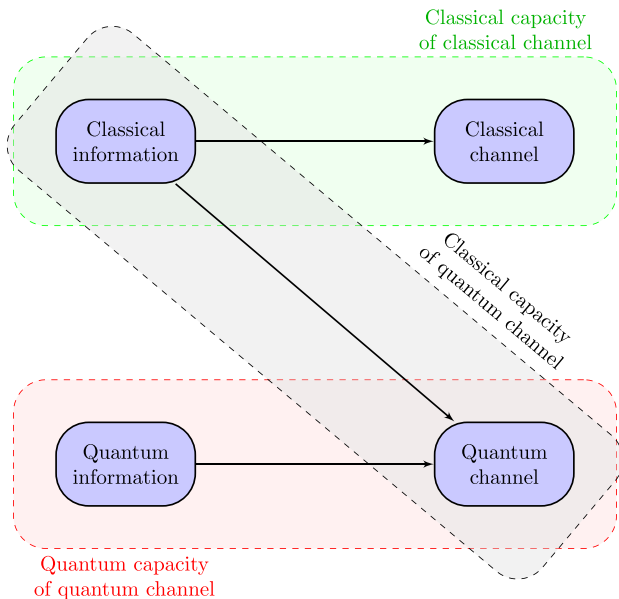 Classical capacity
of classical channel
Classical
information
Classical
channel
Classical capacity
of quantum channel
Quantum
information
Quantum
channel
Quantum capacity
of quantum channel